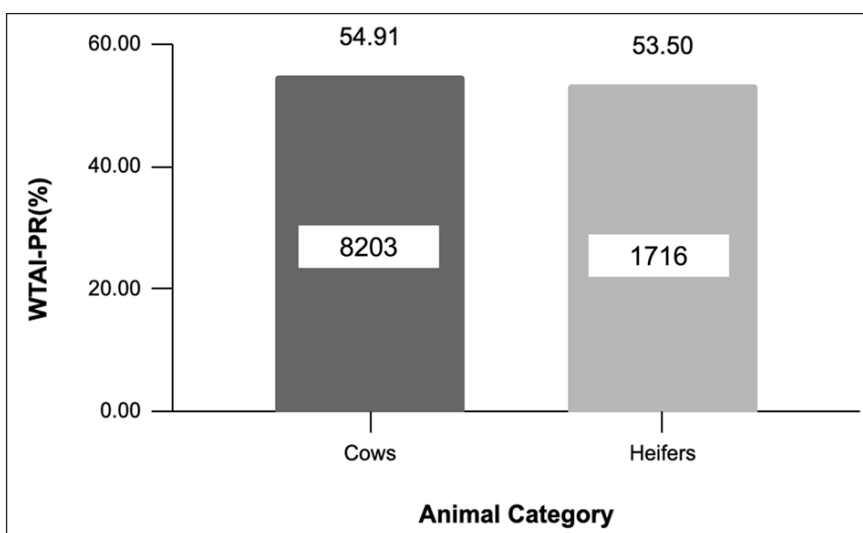 54.91
53.50
60.00
40.00
20.00
0.00
WTAI-PR(%)
8203
1716
Cows
Heifers
Animal Category